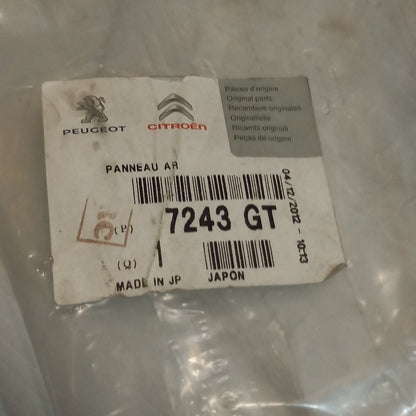 PEUGEOT
CITROËN
Pièces d'origine
Original parts
Recambios originales
Originalteile
Ricambi originali
Peças de origem
PANNEAU AR
04/12/2012 - 10:13
(P) 7243 GT
(Q) 1
MADE IN JP JAPON